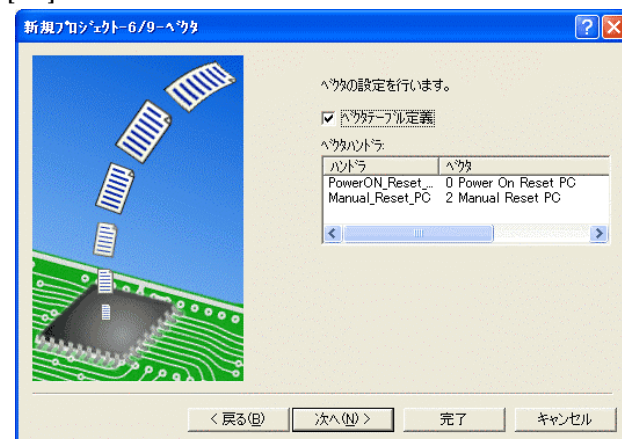 新規ﾌﾟﾛｼﾞｪｸﾄ-6/9-ﾍﾞｸﾀ
ﾍﾞｸﾀの設定を行います。
ﾍﾞｸﾀﾃｰﾌﾞﾙ定義
ﾍﾞｸﾀﾊﾝﾄﾞﾗ:
ﾊﾝﾄﾞﾗ ﾍﾞｸﾀ
PowerON_Reset_... 0 Power On Reset PC
Manual_Reset_PC 2 Manual Reset PC
< 戻る(B) 次へ(N) > 完了 キャンセル